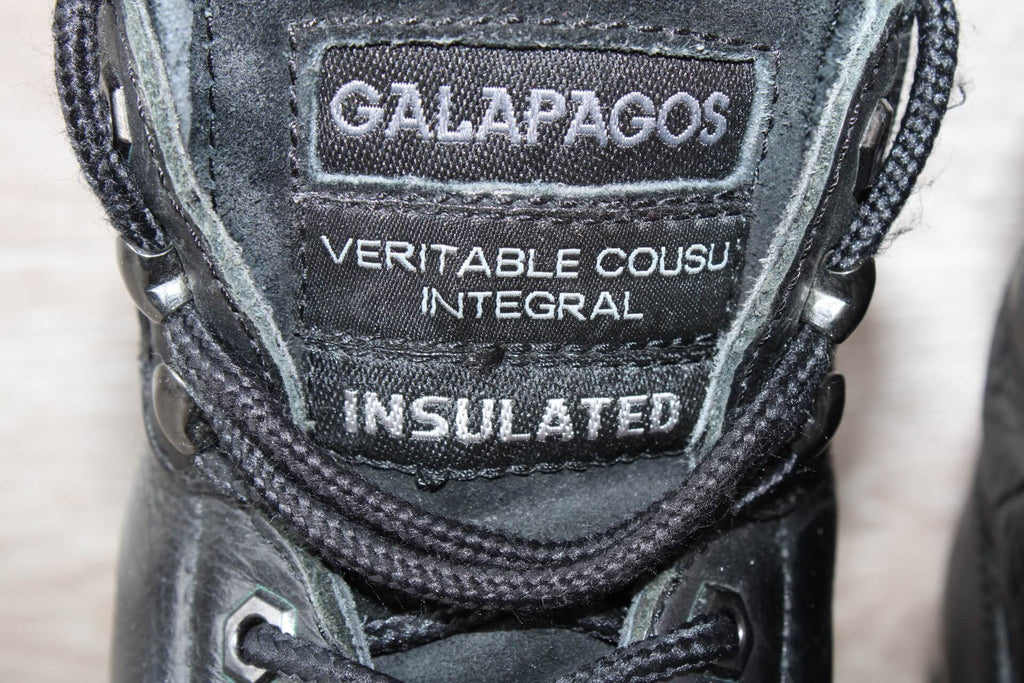 GALAPAGOS
VERITABLE COUSU
INTEGRAL
INSULATED